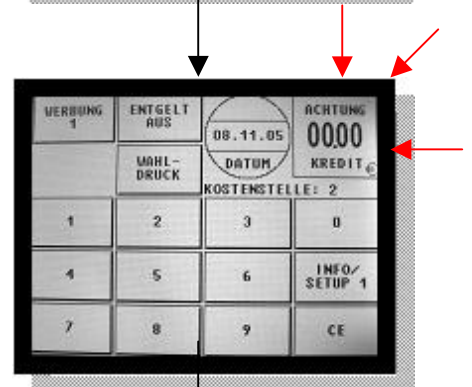 WERBUNG
1
ENTGELT
AUS
08.11.05
DATUM
ACHTUNG
00,00
KREDIT €
WAHL-
DRUCK
KOSTENSTELLE: 2
1
2
3
0
4
5
6
INFO/
SETUP 1
7
8
9
CE